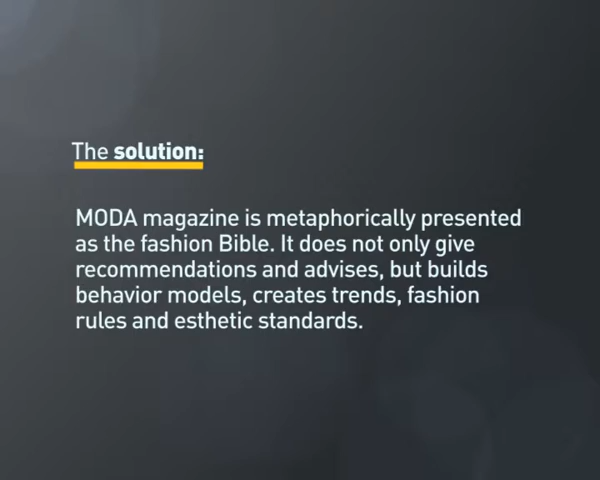 The solution:
MODA magazine is metaphorically presented
as the fashion Bible. It does not only give
recommendations and advises, but builds
behavior models, creates trends, fashion
rules and esthetic standards.